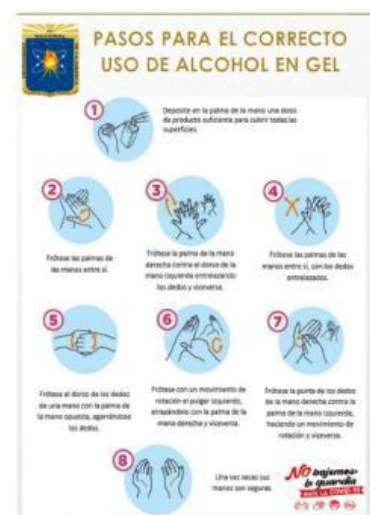 PASOS PARA EL CORRECTO
USO DE ALCOHOL EN GEL
1
Deposite en la palma de la mano una dosis
de producto suficiente para cubrir todas las
superficies.
2
Frótese las palmas de
las manos entre sí.
3
Frótese la palma de la mano
derecha contra el dorso de la
mano izquierda entrelazando
los dedos y viceversa.
4
Frótese las palmas de las
manos entre sí, con los dedos
entrelazados.
5
Frótese el dorso de los dedos
de una mano con la palma de
la mano opuesta, agarrándose
los dedos.
6
Frótese con un movimiento de
rotación el pulgar izquierdo,
atrapándolo con la palma de la
mano derecha y viceversa.
7
Frótese la punta de los dedos
de la mano derecha contra la
palma de la mano izquierda,
haciendo un movimiento de
rotación y viceversa.
8
Una vez secas sus
manos son seguras.
NO bajemos
la guardia
ANTE LA COVID-19